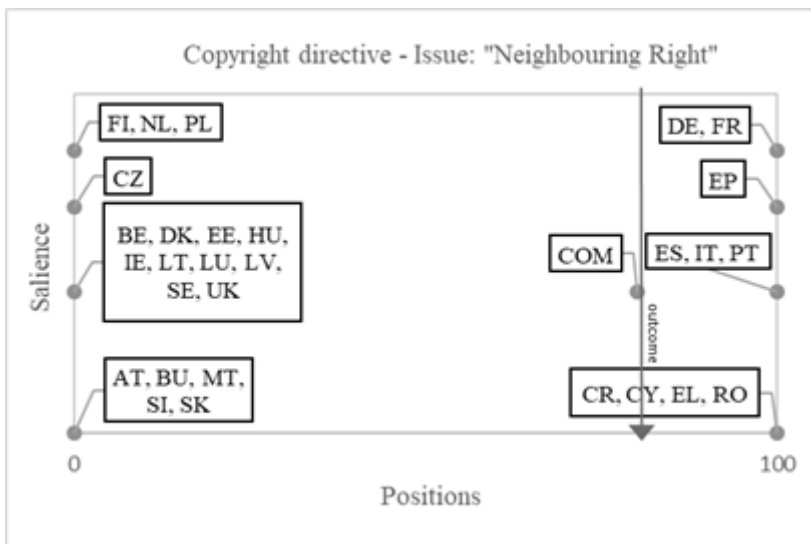 Copyright directive - Issue: "Neighbouring Right"
FI, NL, PL
DE, FR
CZ
EP
BE, DK, EE, HU,
IE, LT, LU, LV,
SE, UK
COM
ES, IT, PT
Salience
outcome
AT, BU, MT,
SI, SK
CR, CY, EL, RO
0
100
Positions